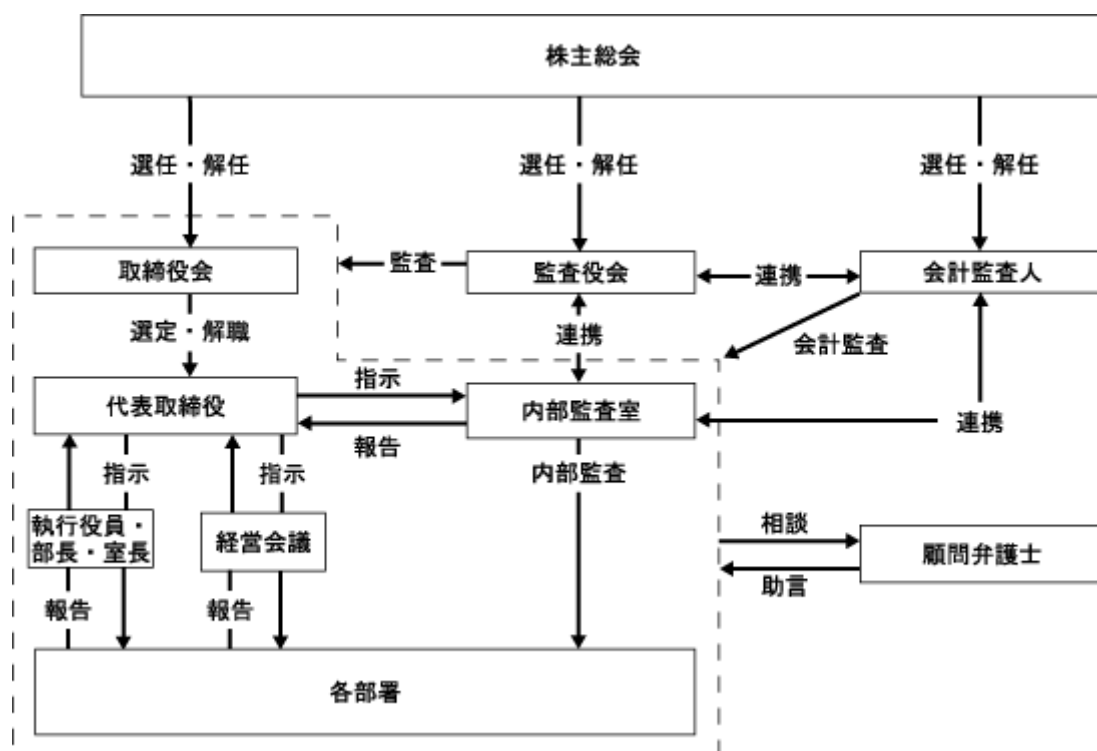 株主総会
選任・解任
選任・解任
選任・解任
取締役会
監査
監査役会
連携
会計監査人
選定・解職
連携
会計監査
代表取締役
指示
報告
内部監査室
連携
指示
指示
内部監査
執行役員・
部長・室長
経営会議
相談
助言
顧問弁護士
報告
報告
各部署